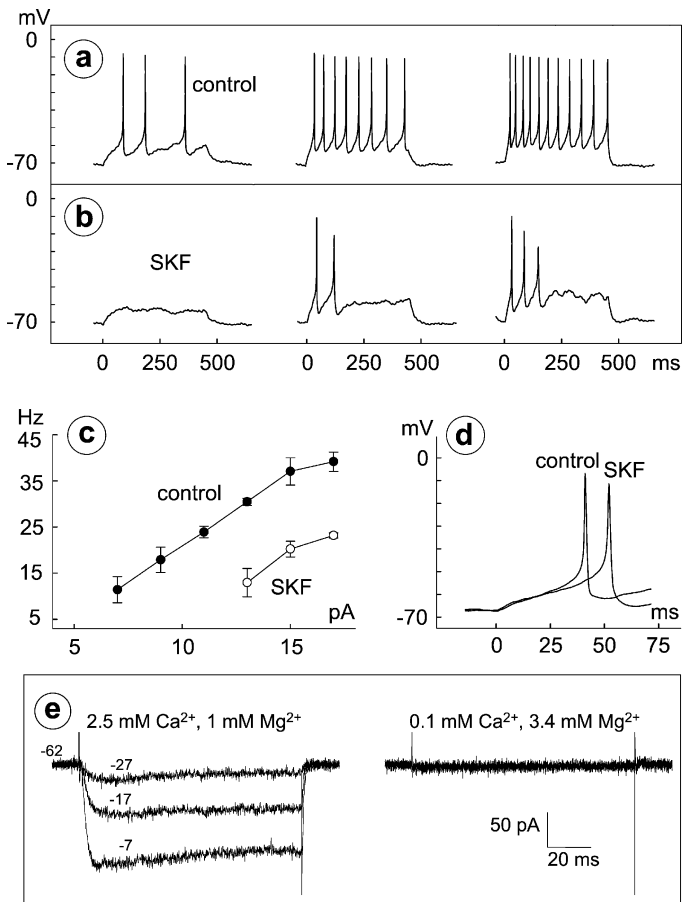 mV
0
a
control
-70
0
b
SKF
-70
0 250 500 0 250 500 0 250 500 ms
Hz
45
c
35
control
25
15
SKF
5
pA
5 10 15
mV
d
0
control
SKF
-70
ms
0 25 50 75
e
2.5 mM Ca²⁺, 1 mM Mg²⁺
0.1 mM Ca²⁺, 3.4 mM Mg²⁺
-62
-27
-17
-7
50 pA
20 ms